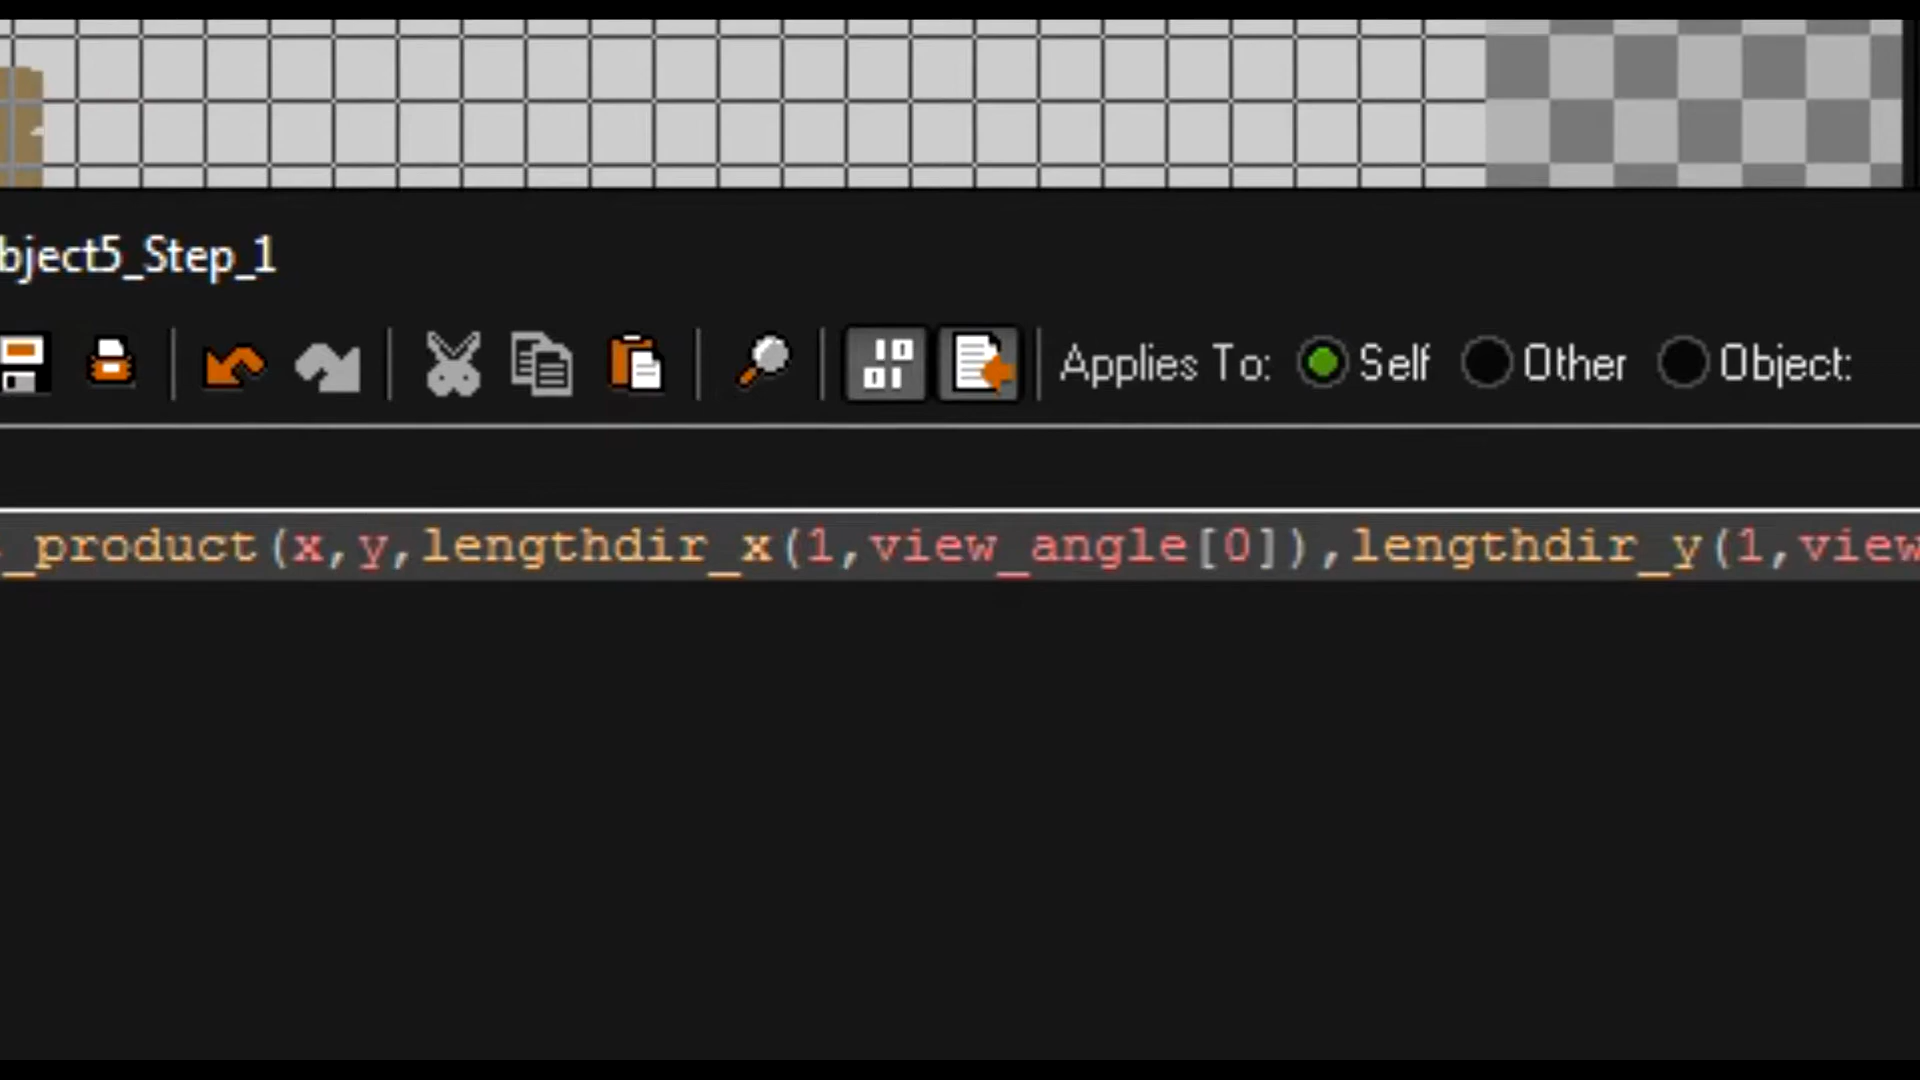 bject5_Step_1
Applies To: Self Other Object:
_product(x,y,lengthdir_x(1,view_angle[0]),lengthdir_y(1,view